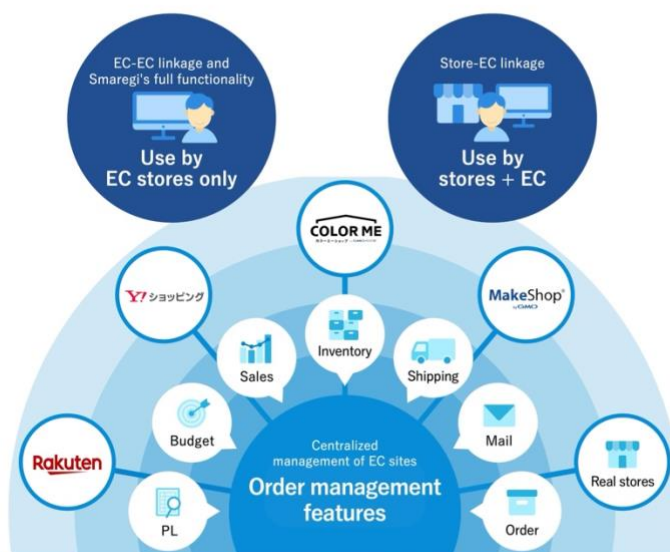 EC-EC linkage and
Smaregi's full functionality
Use by
EC stores only
Store-EC linkage
Use by
stores + EC
COLOR ME
Y! ショッピング
MakeShop®
byGMO
Inventory
Sales
Shipping
Budget
Mail
Rakuten
PL
Centralized
management of EC sites
Order management
features
Order
Real stores